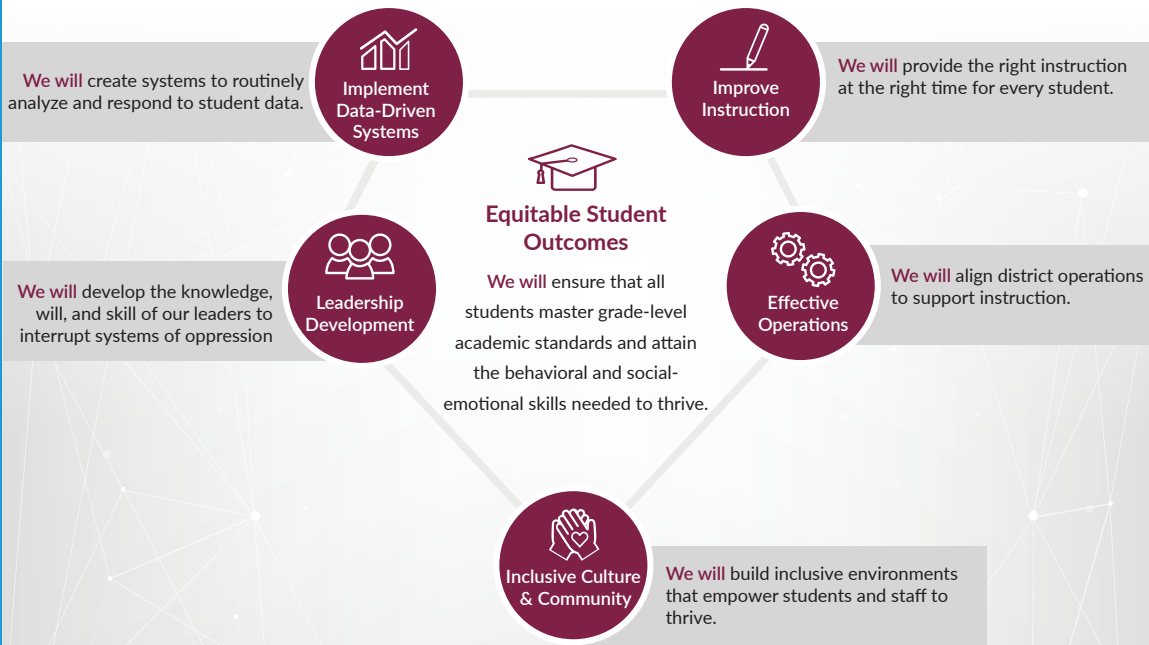 We will create systems to routinely
analyze and respond to student data.
Implement
Data-Driven
Systems
Improve
Instruction
We will provide the right instruction
at the right time for every student.
Equitable Student
Outcomes
We will ensure that all
students master grade-level
academic standards and attain
the behavioral and social-
emotional skills needed to thrive.
We will develop the knowledge,
will, and skill of our leaders to
interrupt systems of oppression
Leadership
Development
Effective
Operations
We will align district operations
to support instruction.
Inclusive Culture
& Community
We will build inclusive environments
that empower students and staff to
thrive.